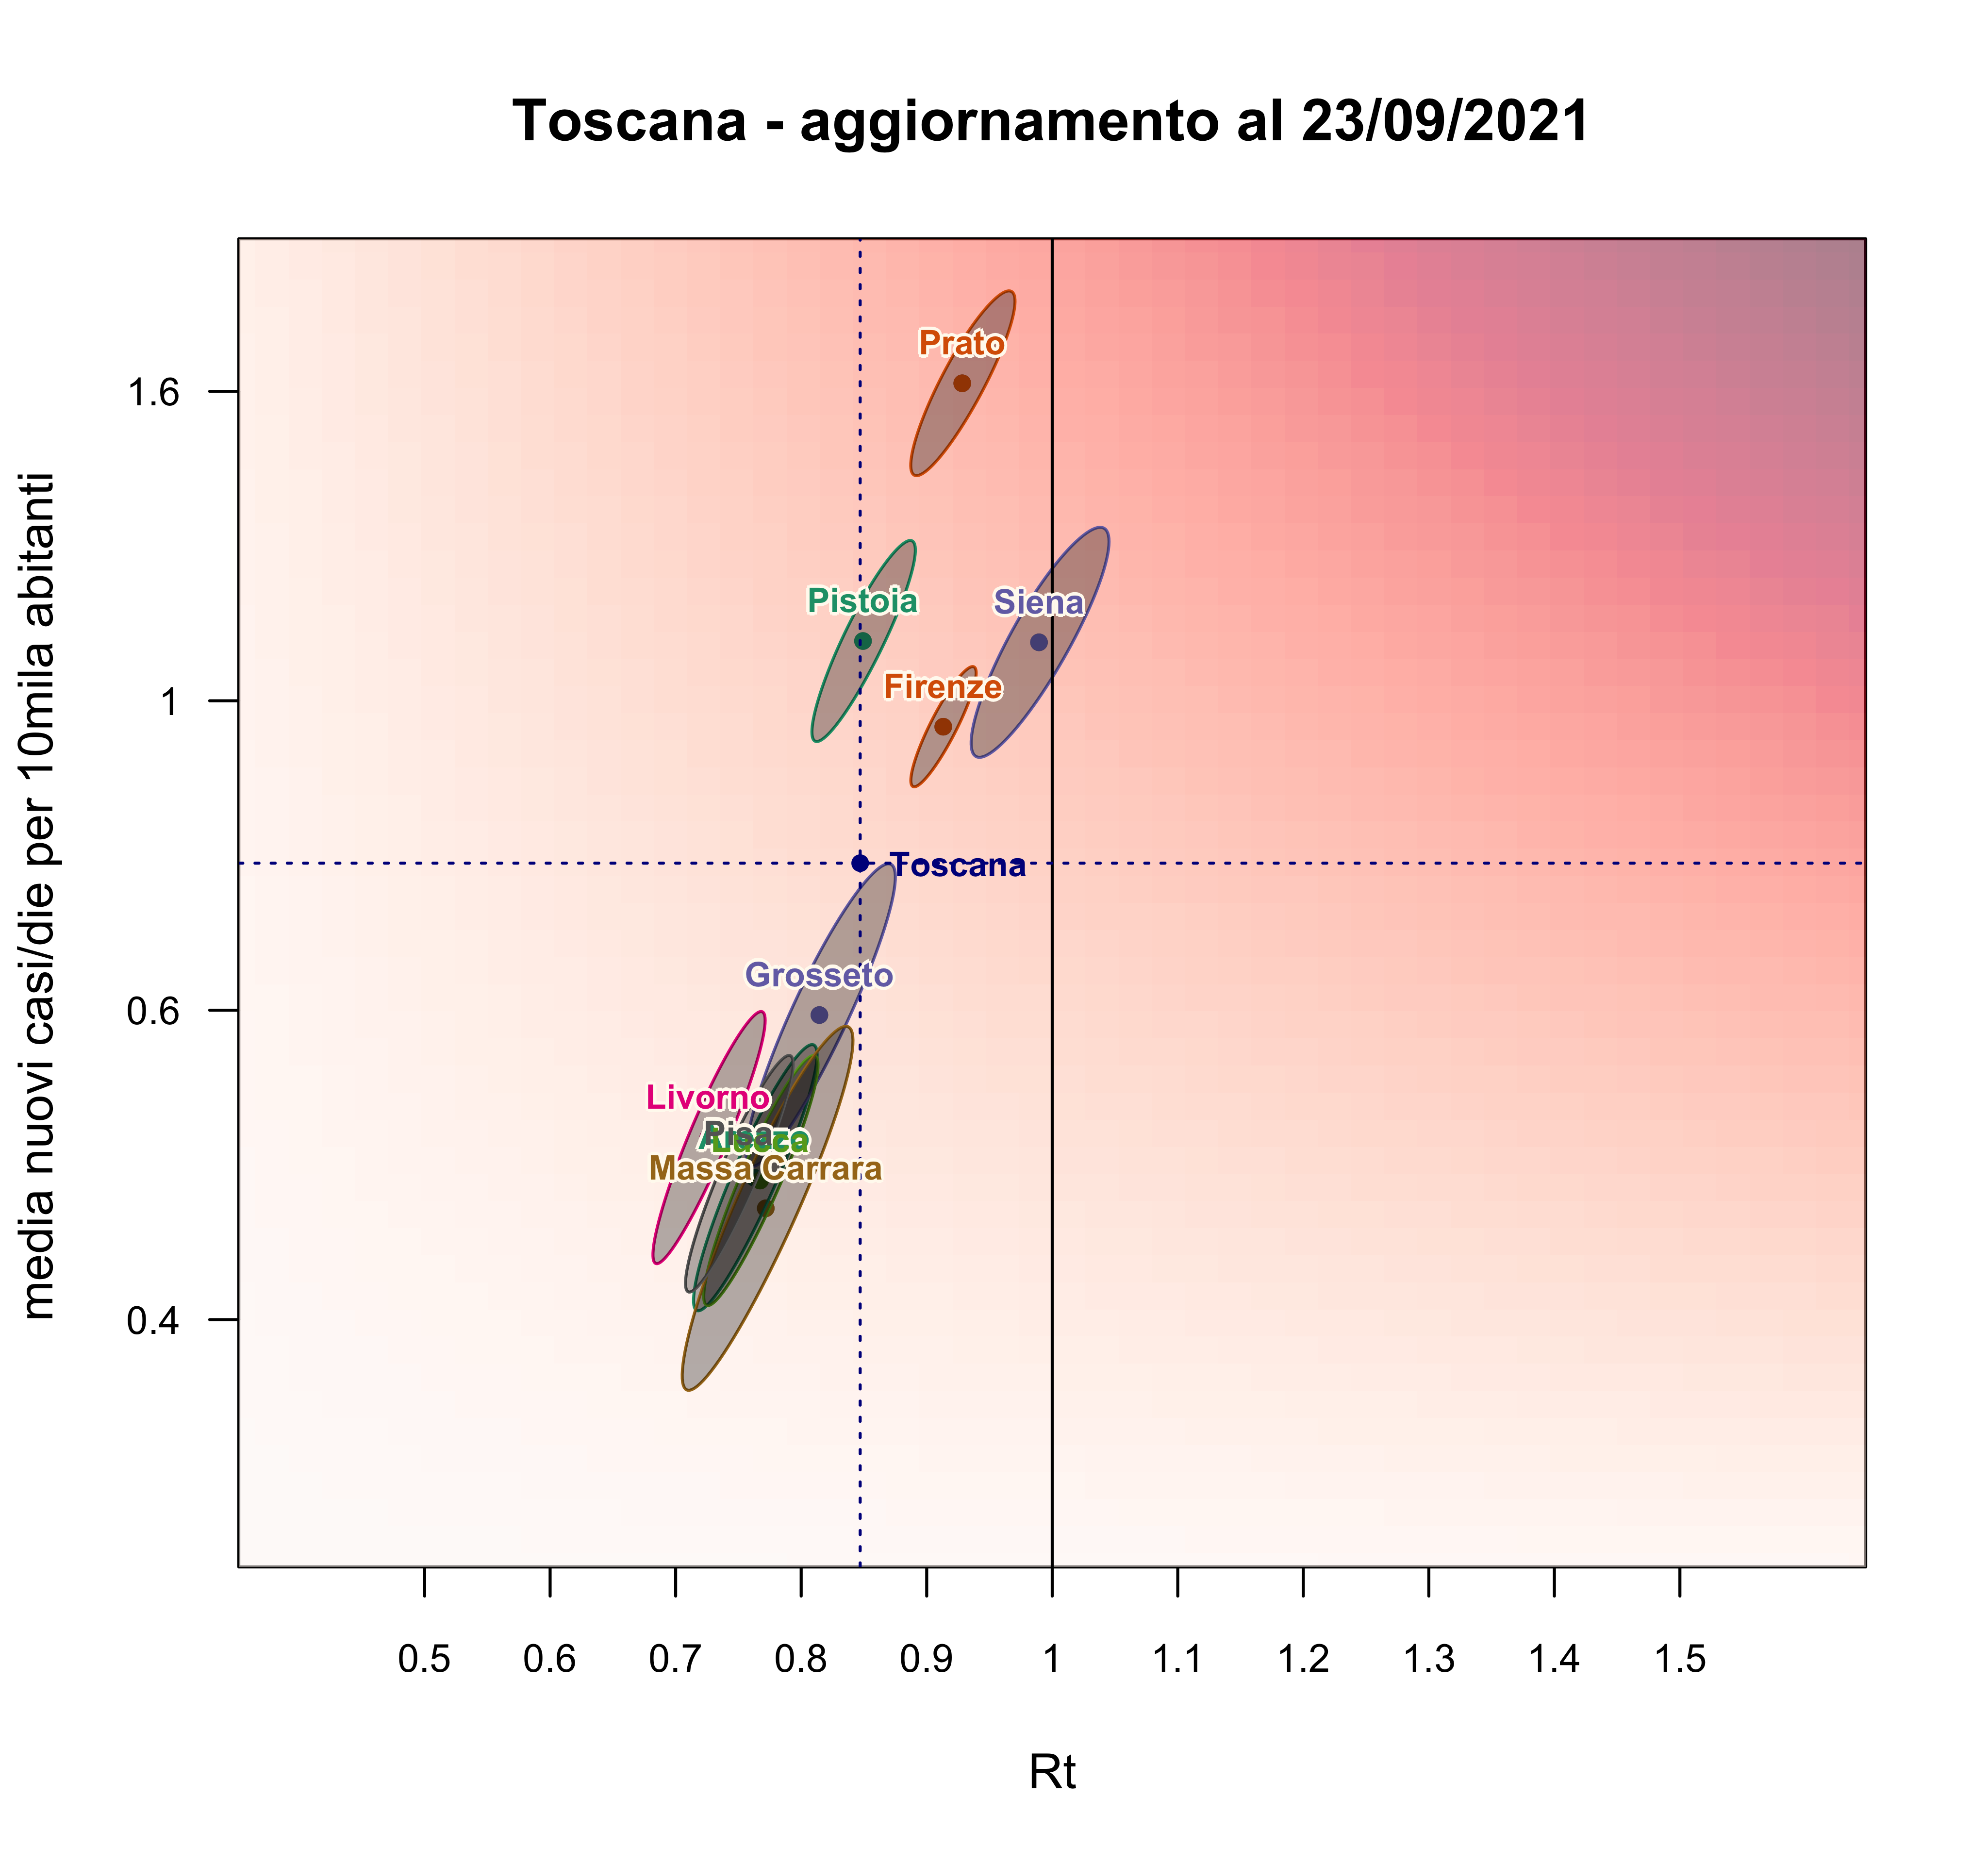 Toscana - aggiornamento al 23/09/2021
media nuovi casi/die per 10mila abitanti
1.6
1
0.6
0.4
Prato
Pistoia
Siena
Firenze
Toscana
Grosseto
Livorno
Pisa
Massa Carrara
0.5 0.6 0.7 0.8 0.9 1 1.1 1.2 1.3 1.4 1.5
Rt